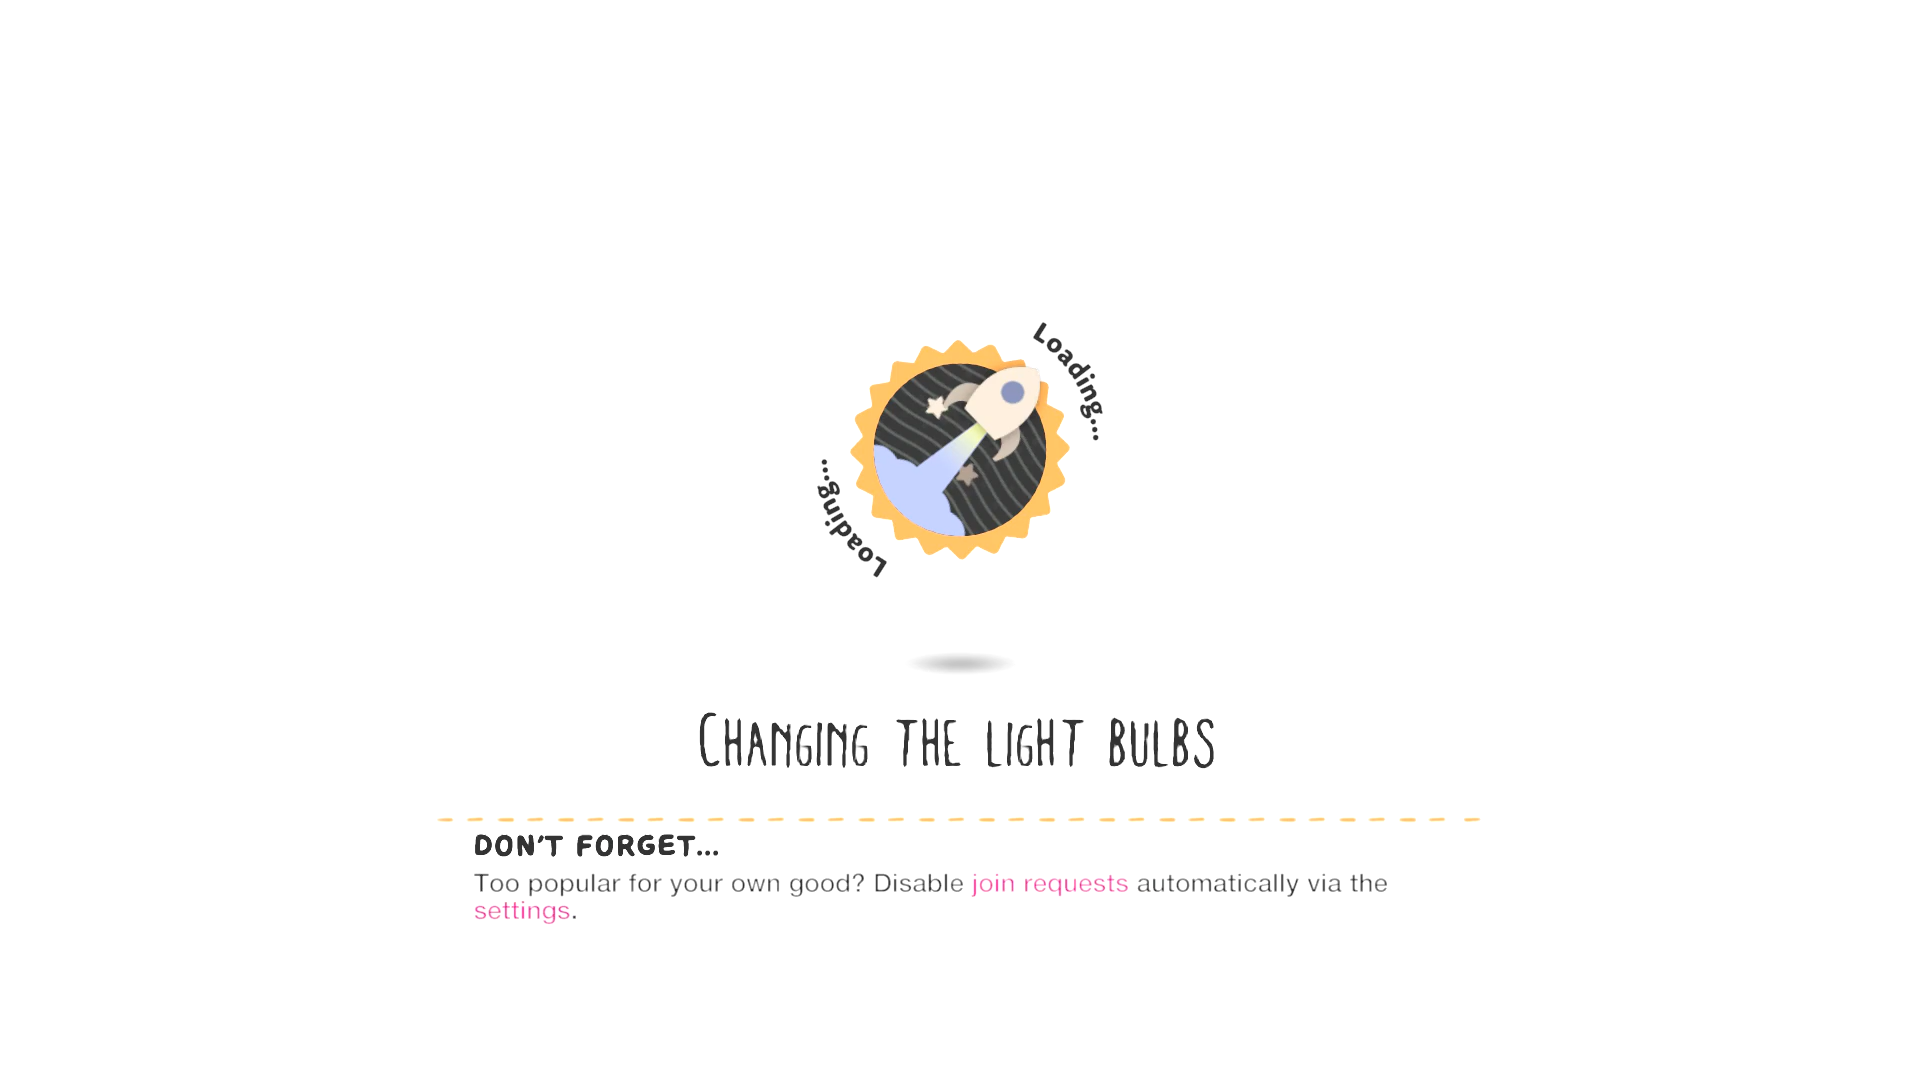 Loading...
Loading...
Changing the light bulbs
DON'T FORGET...
Too popular for your own good? Disable join requests automatically via the
settings.